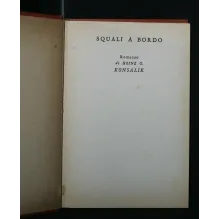 SQUALI A BORDO
Romanzo
di HEINZ G.
KONSALIK